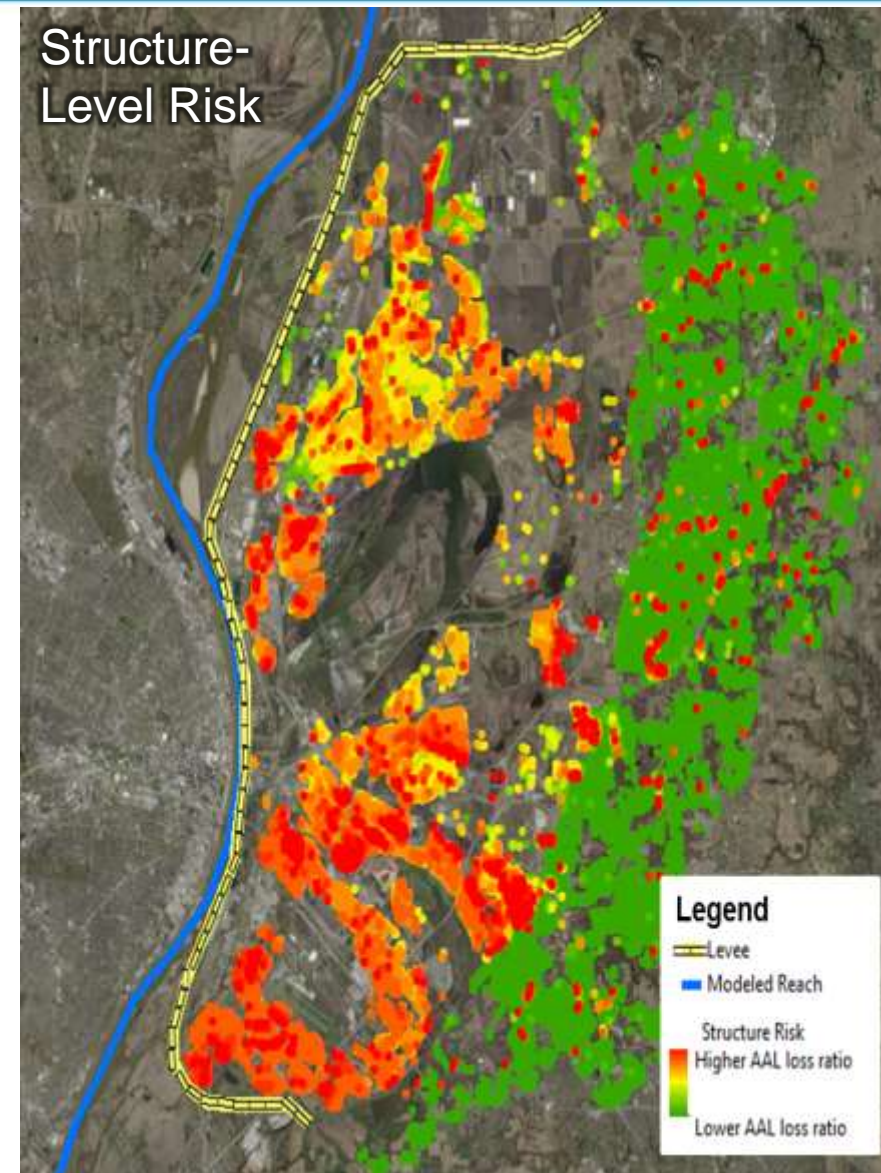 Structure-
Level Risk
Legend
Levee
Modeled Reach
Structure Risk
Higher AAL loss ratio
Lower AAL loss ratio